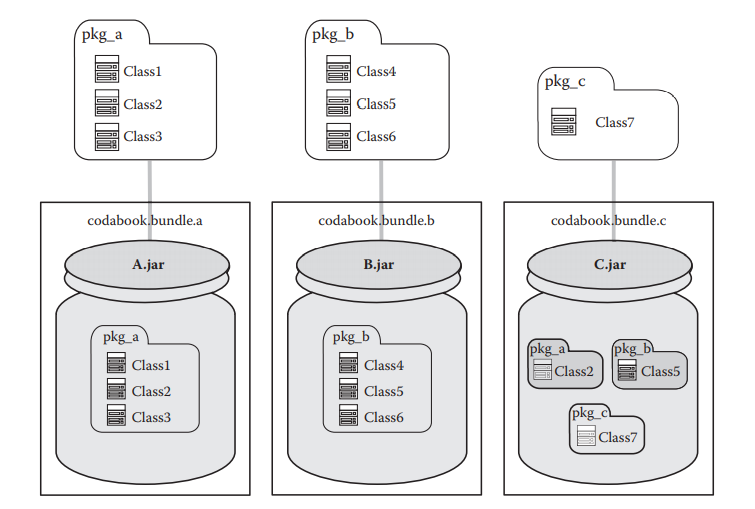 pkg_a
Class1
Class2
Class3
pkg_b
Class4
Class5
Class6
pkg_c
Class7
codabook.bundle.a
A.jar
pkg_a
Class1
Class2
Class3
codabook.bundle.b
B.jar
pkg_b
Class4
Class5
Class6
codabook.bundle.c
C.jar
pkg_a
Class2
pkg_b
Class5
pkg_c
Class7